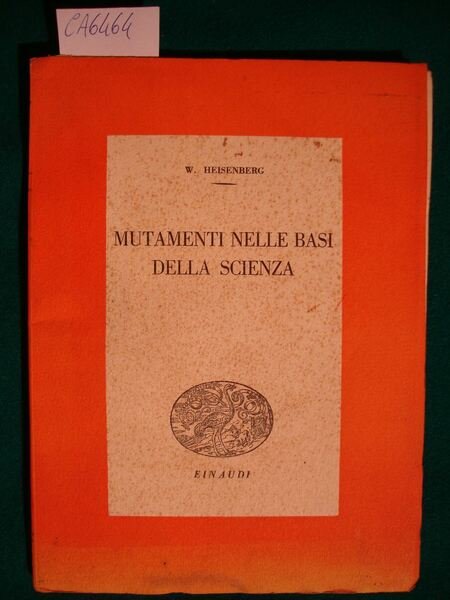 CA6464
W. HEISENBERG
MUTAMENTI NELLE BASI
DELLA SCIENZA
EINAUDI